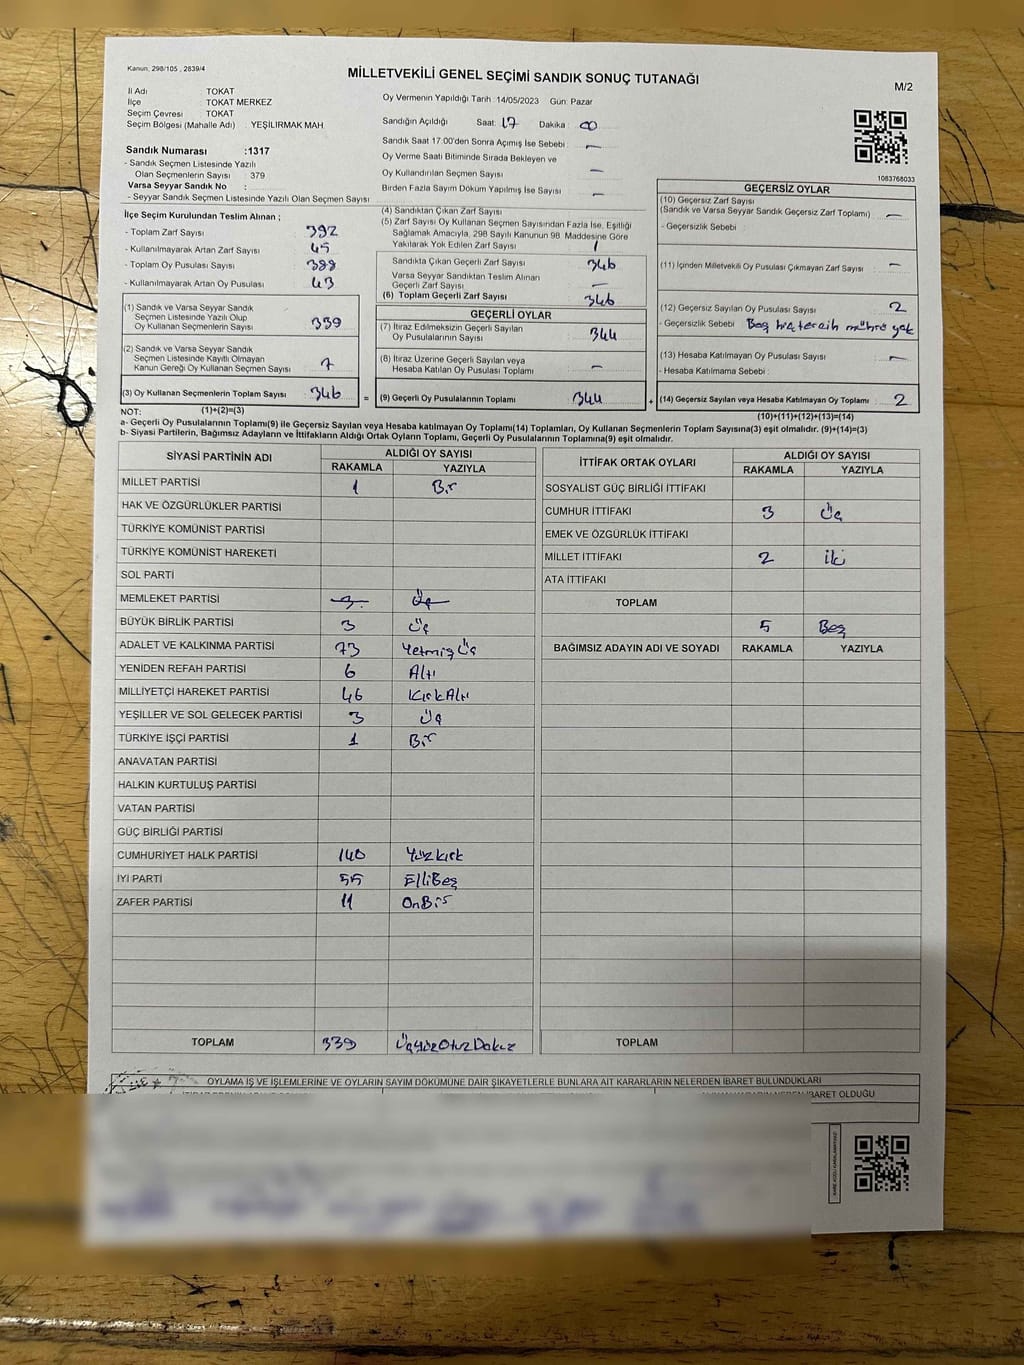 Kanun, 298/105 , 2839/4
MİLLETVEKİLİ GENEL SEÇİMİ SANDIK SONUÇ TUTANAĞI
M/2
İl Adı TOKAT
İlçe TOKAT MERKEZ
Seçim Çevresi TOKAT
Seçim Bölgesi (Mahalle Adı) : YEŞİLIRMAK MAH.
Oy Vermenin Yapıldığı Tarih : 14/05/2023 Gün: Pazar
Sandığın Açıldığı Saat: 17 Dakika : 00
Sandık Saat 17:00'den Sonra Açımış İse Sebebi : —
Oy Verme Saati Bitiminde Sırada Bekleyen ve
Oy Kullandırılan Seçmen Sayısı : —
Birden Fazla Sayım Döküm Yapılmış İse Sayısı : —
1083768033
Sandık Numarası :1317
- Sandık Seçmen Listesinde Yazılı
Olan Seçmenlerin Sayısı : 379
Varsa Seyyar Sandık No :
- Seyyar Sandık Seçmen Listesinde Yazılı Olan Seçmen Sayısı :
İlçe Seçim Kurulundan Teslim Alınan ;
- Toplam Zarf Sayısı : 392
- Kullanılmayarak Artan Zarf Sayısı : 45
- Toplam Oy Pusulası Sayısı : 388
- Kullanılmayarak Artan Oy Pusulası : 43
(1) Sandık ve Varsa Seyyar Sandık
Seçmen Listesinde Yazılı Olup
Oy Kullanan Seçmenlerin Sayısı : 339
(2) Sandık ve Varsa Seyyar Sandık
Seçmen Listesinde Kayıtlı Olmayan
Kanun Gereği Oy Kullanan Seçmen Sayısı : 7
(3) Oy Kullanan Seçmenlerin Toplam Sayısı : 346
(1)+(2)=(3)
(4) Sandıktan Çıkan Zarf Sayısı :
(5) Zarf Sayısı Oy Kullanan Seçmen Sayısından Fazla İse, Eşitliği
Sağlamak Amacıyla, 298 Sayılı Kanunun 98. Maddesine Göre
Yakılarak Yok Edilen Zarf Sayısı : 1
Sandıkta Çıkan Geçerli Zarf Sayısı : 346
Varsa Seyyar Sandıktan Teslim Alınan
Geçerli Zarf Sayısı : —
(6) Toplam Geçerli Zarf Sayısı : 346
GEÇERLİ OYLAR
(7) İtiraz Edilmeksizin Geçerli Sayılan
Oy Pusulalarının Sayısı : 344
(8) İtiraz Üzerine Geçerli Sayılan veya
Hesaba Katılan Oy Pusulası Toplamı : —
= (9) Geçerli Oy Pusulalarının Toplamı : 344 +
GEÇERSİZ OYLAR
(10) Geçersiz Zarf Sayısı
(Sandık ve Varsa Seyyar Sandık Geçersiz Zarf Toplamı) : —
- Geçersizlik Sebebi :
(11) İçinden Milletvekili Oy Pusulası Çıkmayan Zarf Sayısı : —
(12) Geçersiz Sayılan Oy Pusulası Sayısı : 2
- Geçersizlik Sebebi : Boş tercih mührü yok
(13) Hesaba Katılmayan Oy Pusulası Sayısı : —
- Hesaba Katılmama Sebebi :
(14) Geçersiz Sayılan veya Hesaba Katılmayan Oy Toplamı : 2
(10)+(11)+(12)+(13)=(14)
NOT:
a- Geçerli Oy Pusulalarının Toplamı(9) ile Geçersiz Sayılan veya Hesaba katılmayan Oy Toplamı(14) Toplamları, Oy Kullanan Seçmenlerin Toplam Sayısına(3) eşit olmalıdır. (9)+(14)=(3)
b- Siyasi Partilerin, Bağımsız Adayların ve İttifakların Aldığı Ortak Oyların Toplamı, Geçerli Oy Pusulalarının Toplamına(9) eşit olmalıdır.
SİYASİ PARTİNİN ADI ALDIĞI OY SAYISI
RAKAMLA YAZIYLA
MİLLET PARTİSİ 1 Bir
HAK VE ÖZGÜRLÜKLER PARTİSİ
TÜRKİYE KOMÜNİST PARTİSİ
TÜRKİYE KOMÜNİST HAREKETİ
SOL PARTİ
MEMLEKET PARTİSİ 3 Üç
BÜYÜK BİRLİK PARTİSİ 3 Üç
ADALET VE KALKINMA PARTİSİ 73 Yetmiş Üç
YENİDEN REFAH PARTİSİ 6 Altı
MİLLİYETÇİ HAREKET PARTİSİ 46 KırkAltı
YEŞİLLER VE SOL GELECEK PARTİSİ 3 Üç
TÜRKİYE İŞÇİ PARTİSİ 1 Bir
ANAVATAN PARTİSİ
HALKIN KURTULUŞ PARTİSİ
VATAN PARTİSİ
GÜÇ BİRLİĞİ PARTİSİ
CUMHURİYET HALK PARTİSİ 140 Yüzkırk
İYİ PARTİ 55 ElliBeş
ZAFER PARTİSİ 11 OnBir
TOPLAM 339 ÜçyüzOtuzDokuz
İTTİFAK ORTAK OYLARI ALDIĞI OY SAYISI
RAKAMLA YAZIYLA
SOSYALİST GÜÇ BİRLİĞİ İTTİFAKI
CUMHUR İTTİFAKI 3 Üç
EMEK VE ÖZGÜRLÜK İTTİFAKI
MİLLET İTTİFAKI 2 İki
ATA İTTİFAKI
TOPLAM
5 Beş
BAĞIMSIZ ADAYIN ADI VE SOYADI RAKAMLA YAZIYLA
TOPLAM
OYLAMA İŞ VE İŞLEMLERİNE VE OYLARIN SAYIM DÖKÜMÜNE DAİR ŞİKAYETLERLE BUNLARA AİT KARARLARIN NELERDEN İBARET BULUNDUKLARI
İBARET OLDUĞU